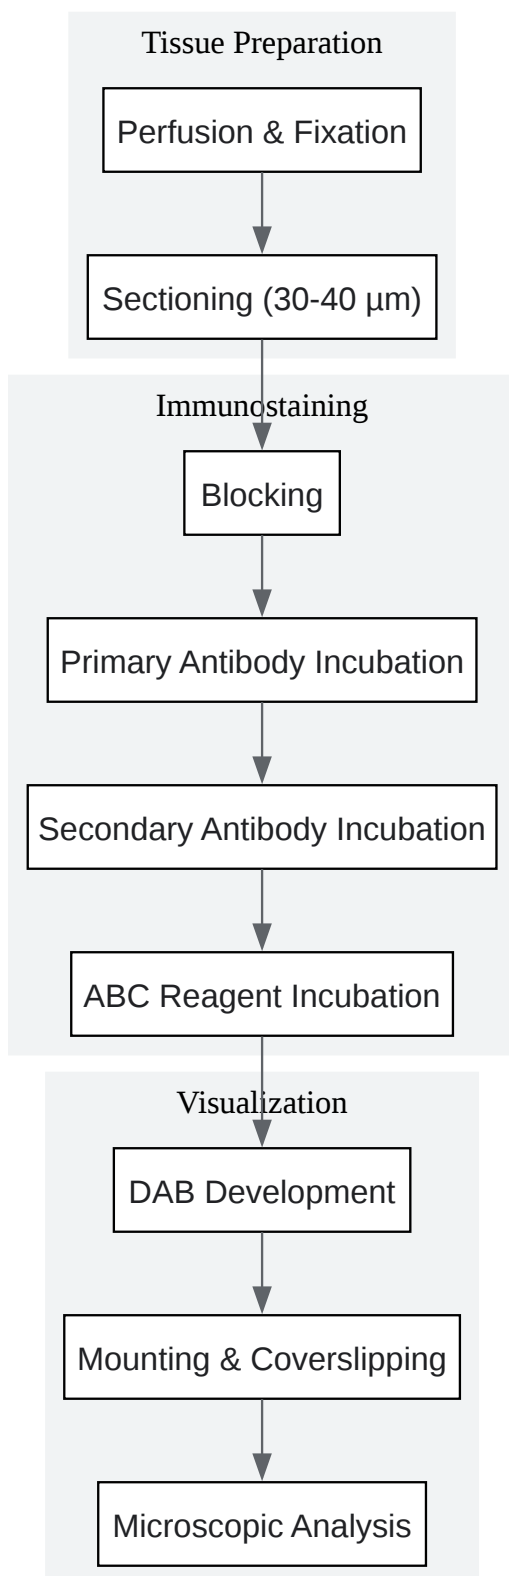 Tissue Preparation
Perfusion & Fixation
Sectioning (30-40 µm)
Immunostaining
Blocking
Primary Antibody Incubation
Secondary Antibody Incubation
ABC Reagent Incubation
Visualization
DAB Development
Mounting & Coverslipping
Microscopic Analysis